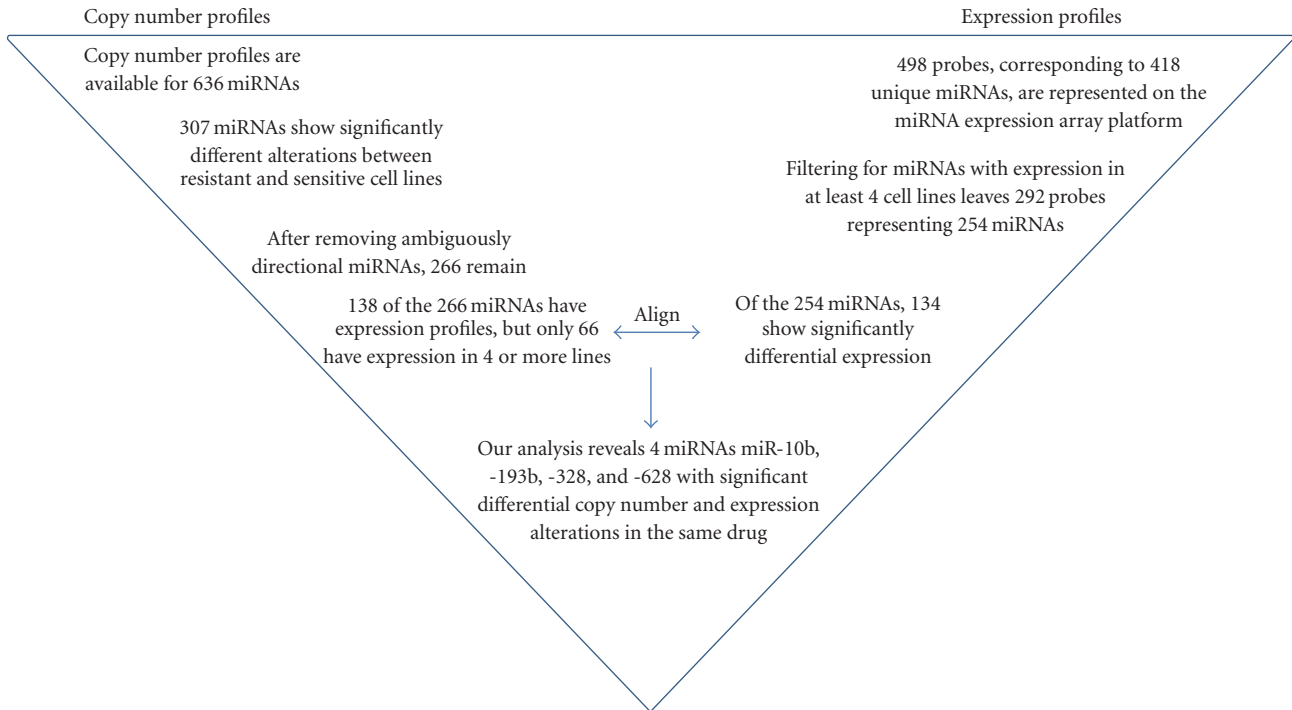 Copy number profiles
Expression profiles
Copy number profiles are
available for 636 miRNAs
498 probes, corresponding to 418
unique miRNAs, are represented on the
miRNA expression array platform
307 miRNAs show significantly
different alterations between
resistant and sensitive cell lines
Filtering for miRNAs with expression in
at least 4 cell lines leaves 292 probes
representing 254 miRNAs
After removing ambiguously
directional miRNAs, 266 remain
138 of the 266 miRNAs have
expression profiles, but only 66
have expression in 4 or more lines
Align
Of the 254 miRNAs, 134
show significantly
differential expression
Our analysis reveals 4 miRNAs miR-10b,
-193b, -328, and -628 with significant
differential copy number and expression
alterations in the same drug